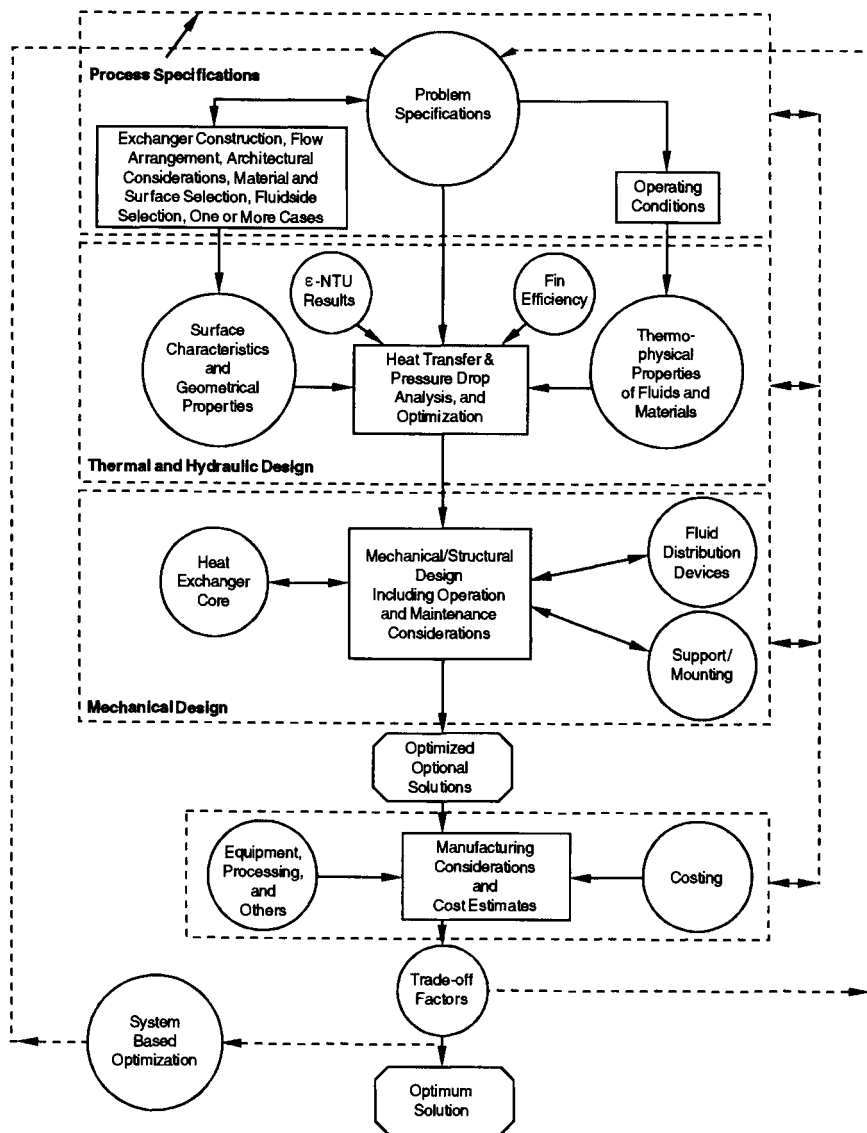 Process Specifications
Problem
Specifications
Exchanger Construction, Flow
Arrangement, Architectural
Considerations, Material and
Surface Selection, Fluidside
Selection, One or More Cases
Operating
Conditions
ε-NTU
Results
Fin
Efficiency
Surface
Characteristics
and
Geometrical
Properties
Heat Transfer &
Pressure Drop
Analysis, and
Optimization
Thermo-
physical
Properties
of Fluids and
Materials
Thermal and Hydraulic Design
Heat
Exchanger
Core
Mechanical/Structural
Design
Including Operation
and Maintenance
Considerations
Fluid
Distribution
Devices
Support/
Mounting
Mechanical Design
Optimized
Optional
Solutions
Equipment,
Processing,
and
Others
Manufacturing
Considerations
and
Cost Estimates
Costing
Trade-off
Factors
System
Based
Optimization
Optimum
Solution